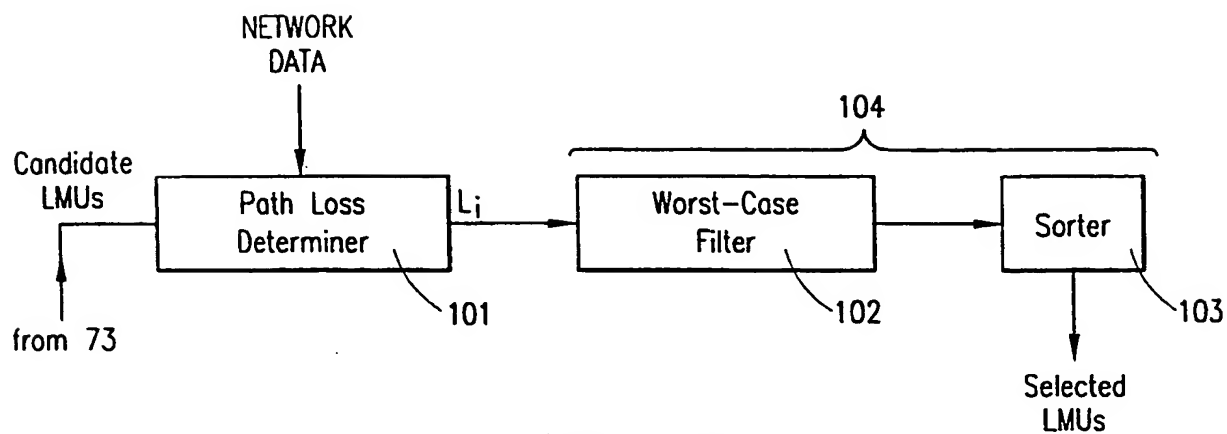 NETWORK
DATA
104
Candidate
LMUs
Path Loss
Determiner
Li
Worst-Case
Filter
Sorter
101
102
103
from 73
Selected
LMUs